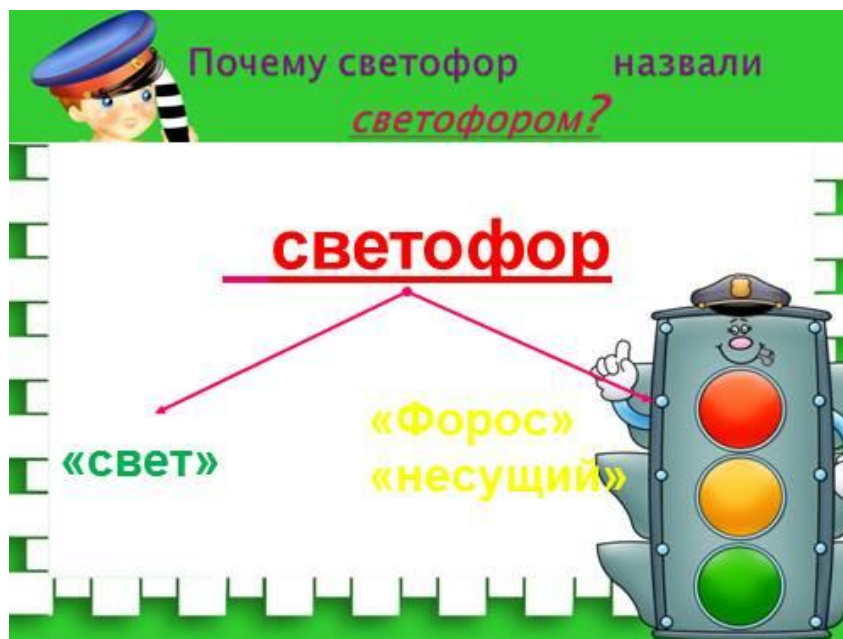 Почему светофор назвали
светофором?
светофор
«свет»
«Форос»
«несущий»